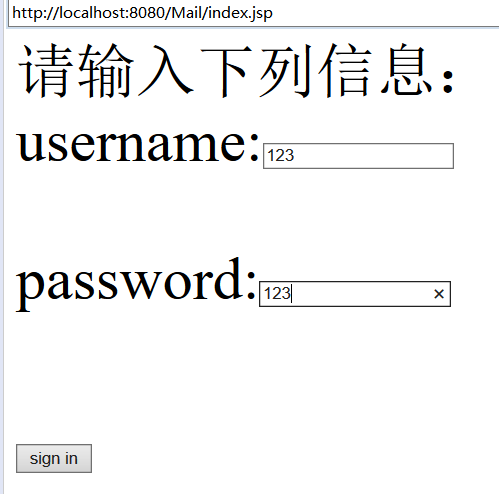 http://localhost:8080/Mail/index.jsp
请输入下列信息：
username:123
password:123
sign in